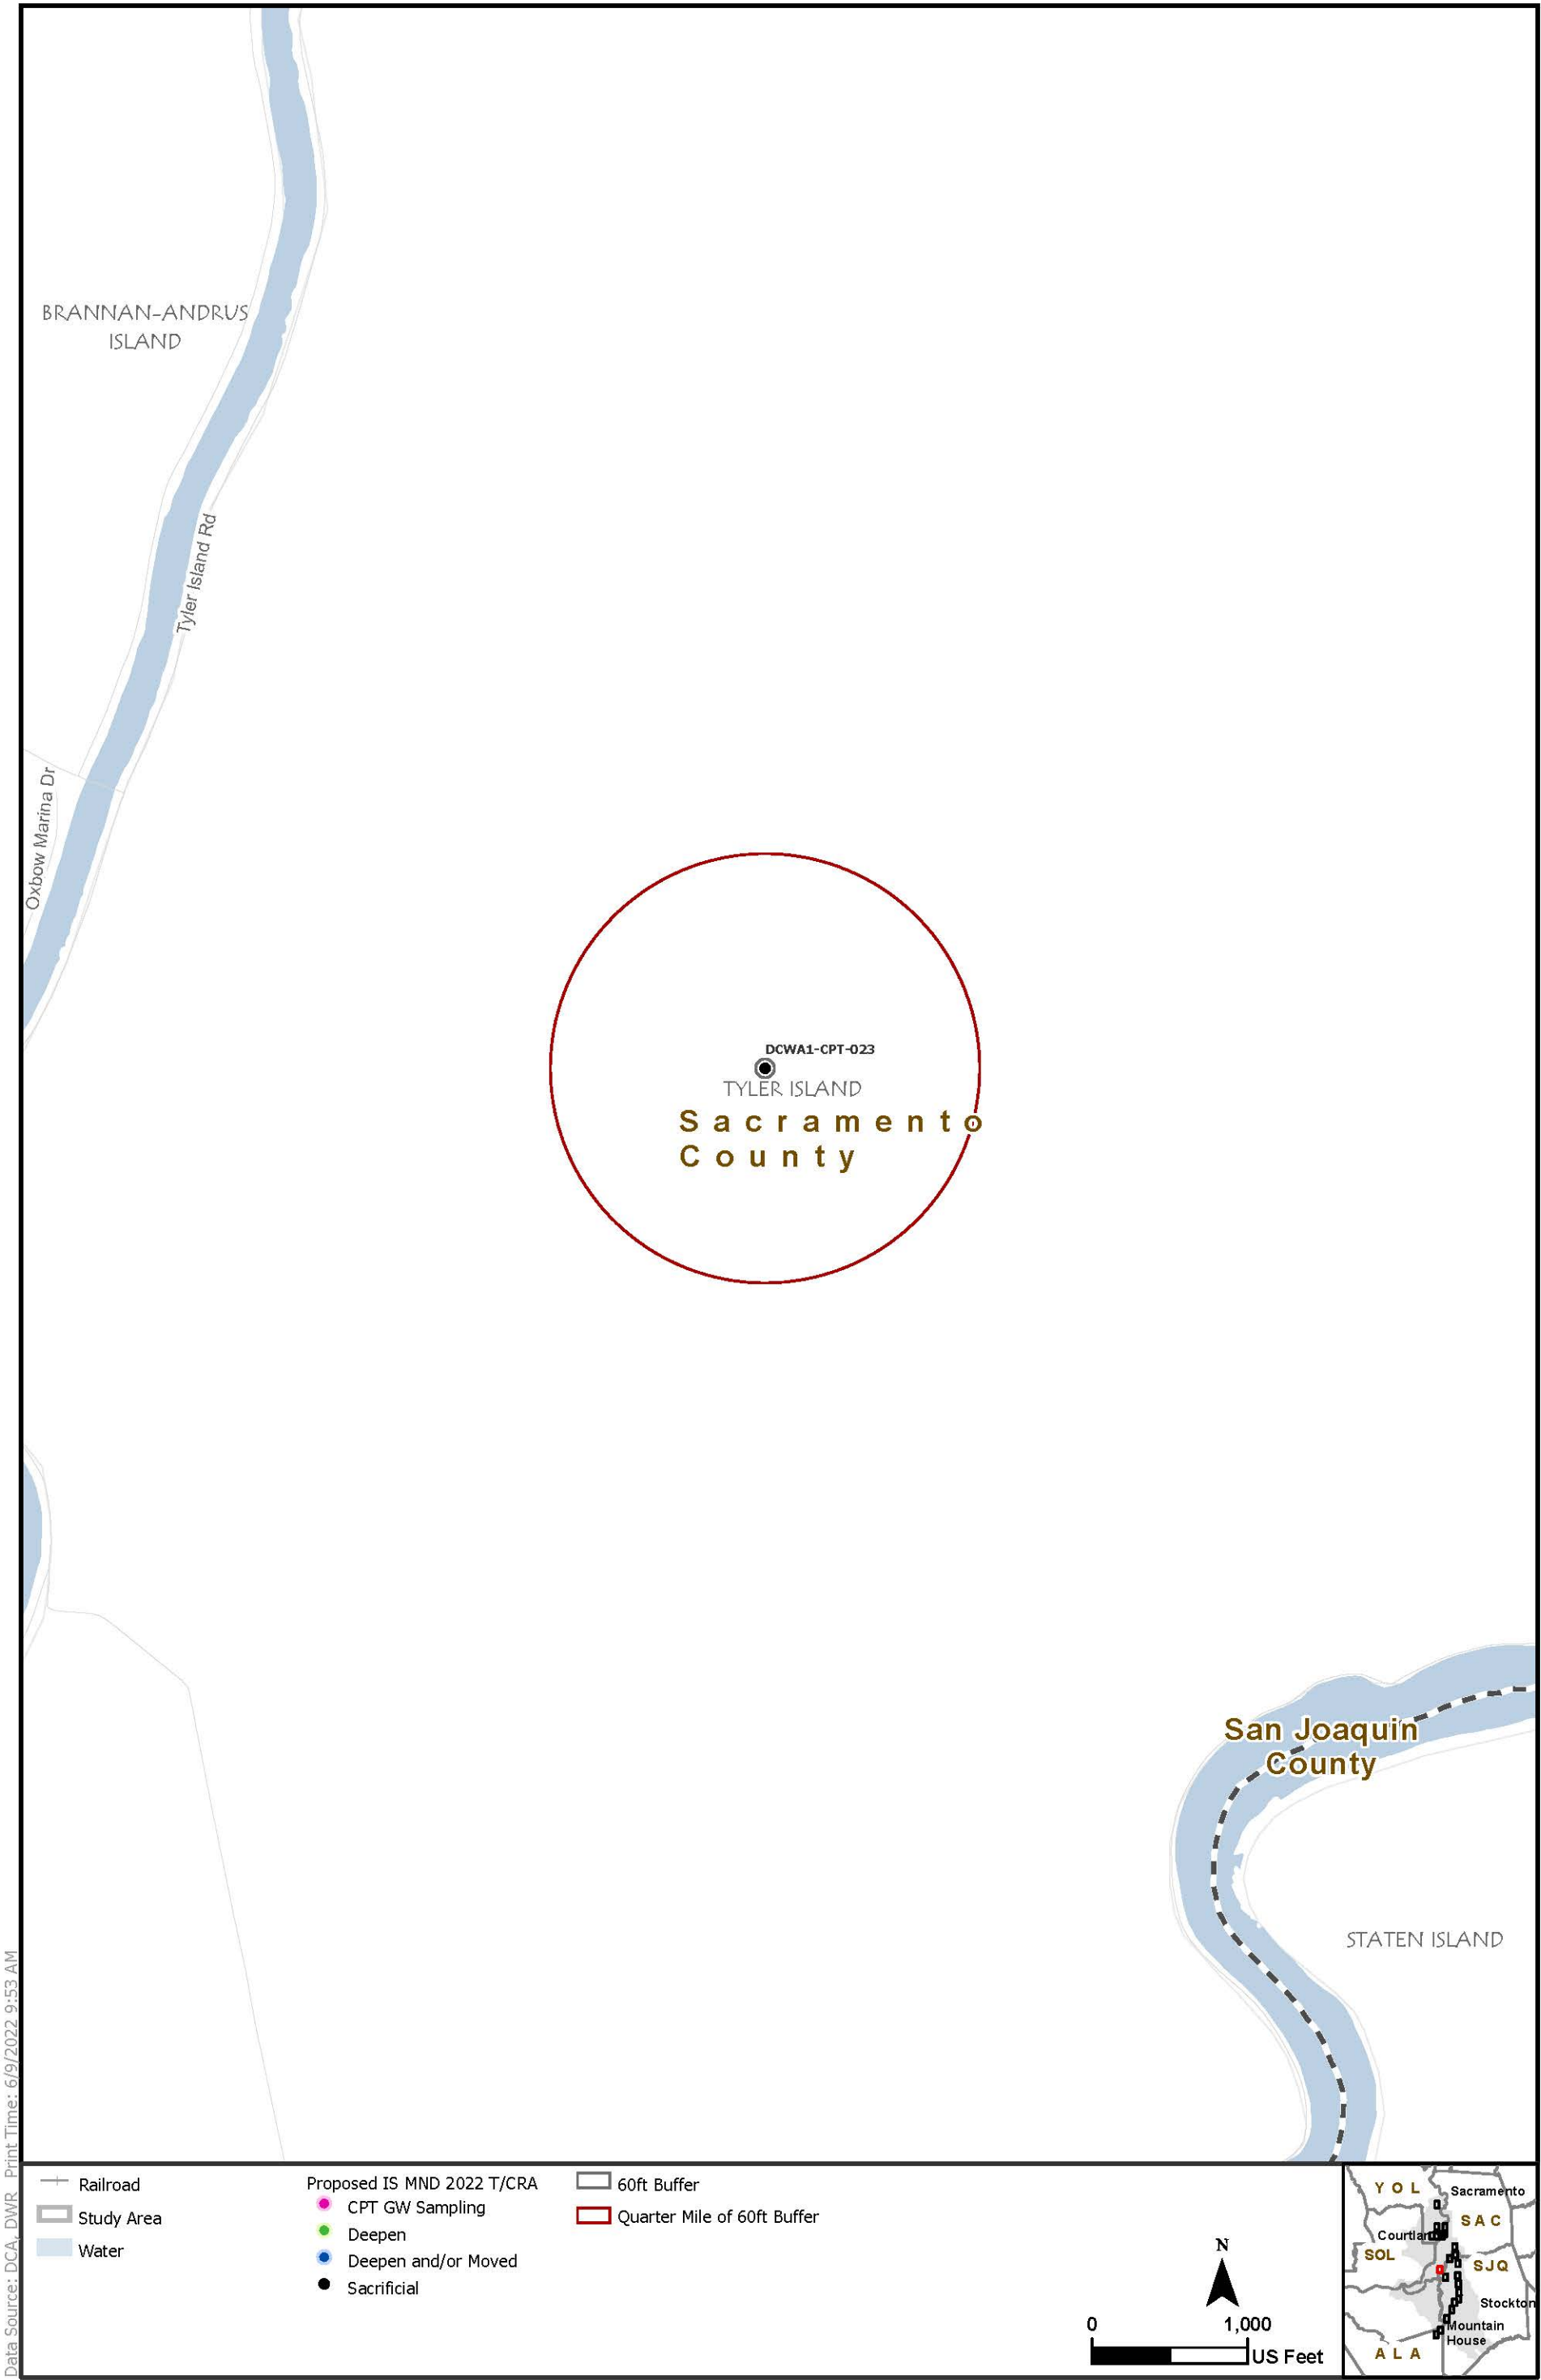 BRANNAN-ANDRUS
ISLAND
Tyler Island Rd
Oxbow Marina Dr
DCWA1-CPT-023
TYLER ISLAND
Sacramento
County
San Joaquin
County
STATEN ISLAND
Data Source: DCA, DWR Print Time: 6/9/2022 9:53 AM
Railroad
Study Area
Water
Proposed IS MND 2022 T/CRA
CPT GW Sampling
Deepen
Deepen and/or Moved
Sacrificial
60ft Buffer
Quarter Mile of 60ft Buffer
N
0 1,000
US Feet
YOL
Sacramento
SAC
Courtlan
SOL
SJQ
Stockton
Mountain
House
ALA